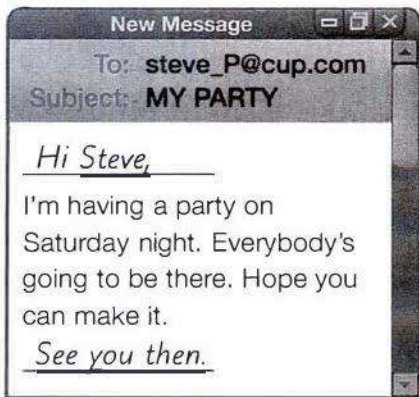 New Message
To: steve_P@cup.com
Subject: MY PARTY
Hi Steve,
I'm having a party on
Saturday night. Everybody's
going to be there. Hope you
can make it.
See you then.